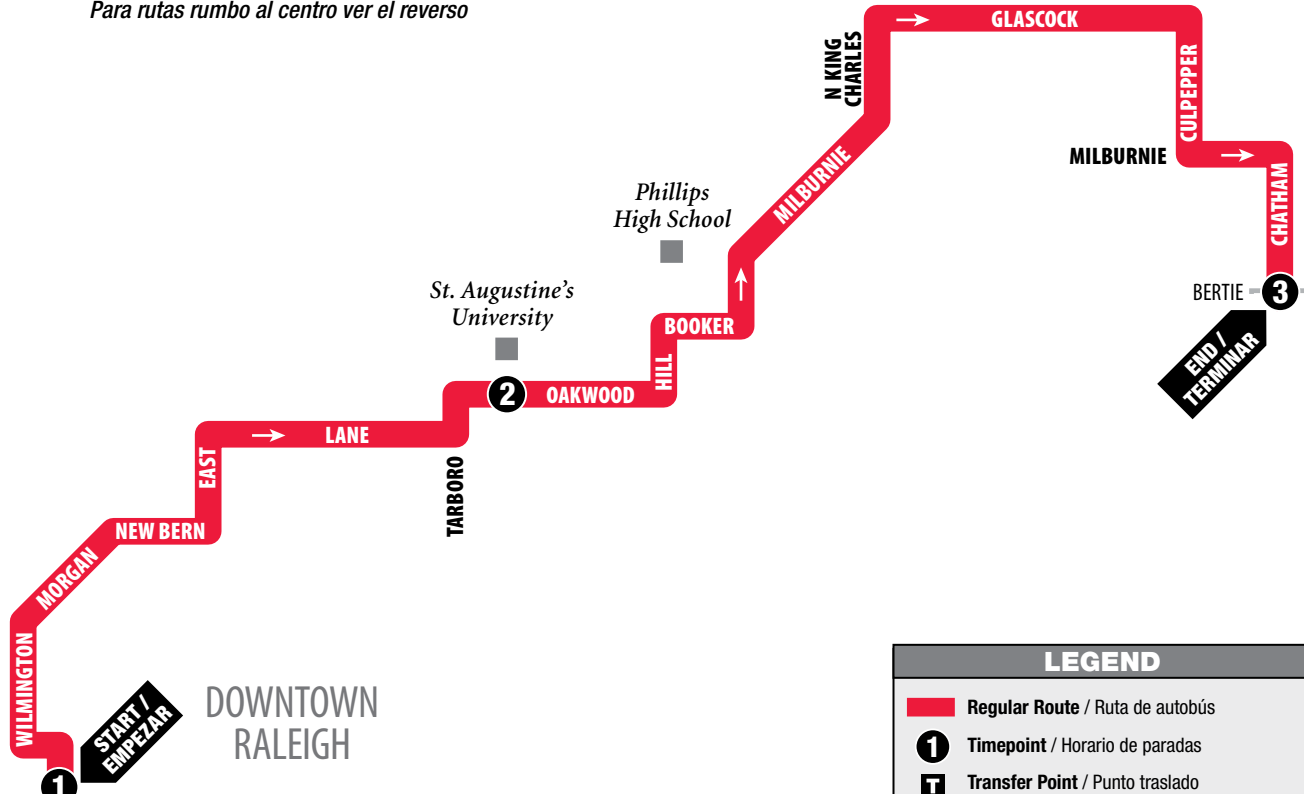 Para rutas rumbo al centro ver el reverso
GLASCOCK
N KING
CHARLES
CULPEPPER
MILBURNIE
MILBURNIE
CHATHAM
Phillips
High School
BERTIE
3
END /
TERMINAR
St. Augustine's
University
BOOKER
HILL
2
OAKWOOD
LANE
EAST
TARBORO
NEW BERN
MORGAN
WILMINGTON
START /
EMPEZAR
DOWNTOWN
RALEIGH
1
LEGEND
Regular Route / Ruta de autobús
1 Timepoint / Horario de paradas
T Transfer Point / Punto traslado